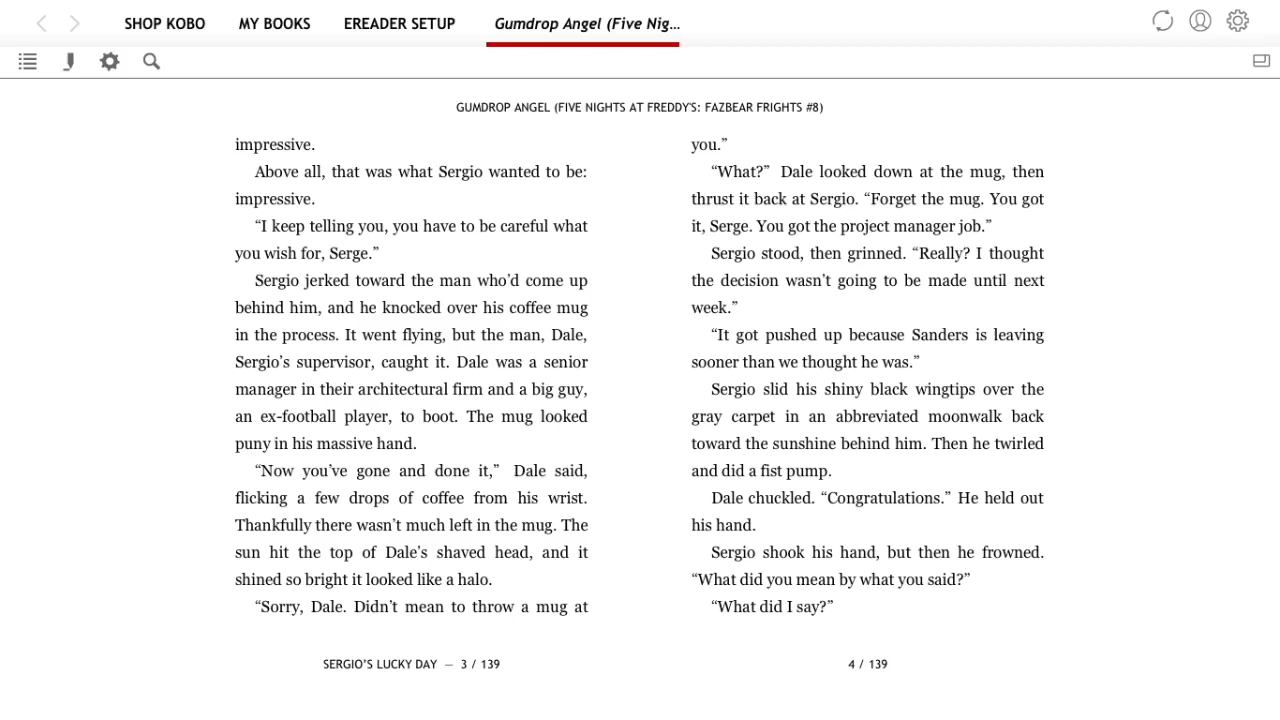 SHOP KOBO
MY BOOKS
EREADER SETUP
Gumdrop Angel (Five Nig...
GUMDROP ANGEL (FIVE NIGHTS AT FREDDY'S: FAZBEAR FRIGHTS #8)
impressive.
Above all, that was what Sergio wanted to be:
impressive.
“I keep telling you, you have to be careful what
you wish for, Serge.”
Sergio jerked toward the man who’d come up
behind him, and he knocked over his coffee mug
in the process. It went flying, but the man, Dale,
Sergio’s supervisor, caught it. Dale was a senior
manager in their architectural firm and a big guy,
an ex-football player, to boot. The mug looked
puny in his massive hand.
“Now you’ve gone and done it,” Dale said,
flicking a few drops of coffee from his wrist.
Thankfully there wasn’t much left in the mug. The
sun hit the top of Dale’s shaved head, and it
shined so bright it looked like a halo.
“Sorry, Dale. Didn’t mean to throw a mug at
SERGIO’S LUCKY DAY — 3 / 139
you.”
“What?” Dale looked down at the mug, then
thrust it back at Sergio. “Forget the mug. You got
it, Serge. You got the project manager job.”
Sergio stood, then grinned. “Really? I thought
the decision wasn’t going to be made until next
week.”
“It got pushed up because Sanders is leaving
sooner than we thought he was.”
Sergio slid his shiny black wingtips over the
gray carpet in an abbreviated moonwalk back
toward the sunshine behind him. Then he twirled
and did a fist pump.
Dale chuckled. “Congratulations.” He held out
his hand.
Sergio shook his hand, but then he frowned.
“What did you mean by what you said?”
“What did I say?”
4 / 139